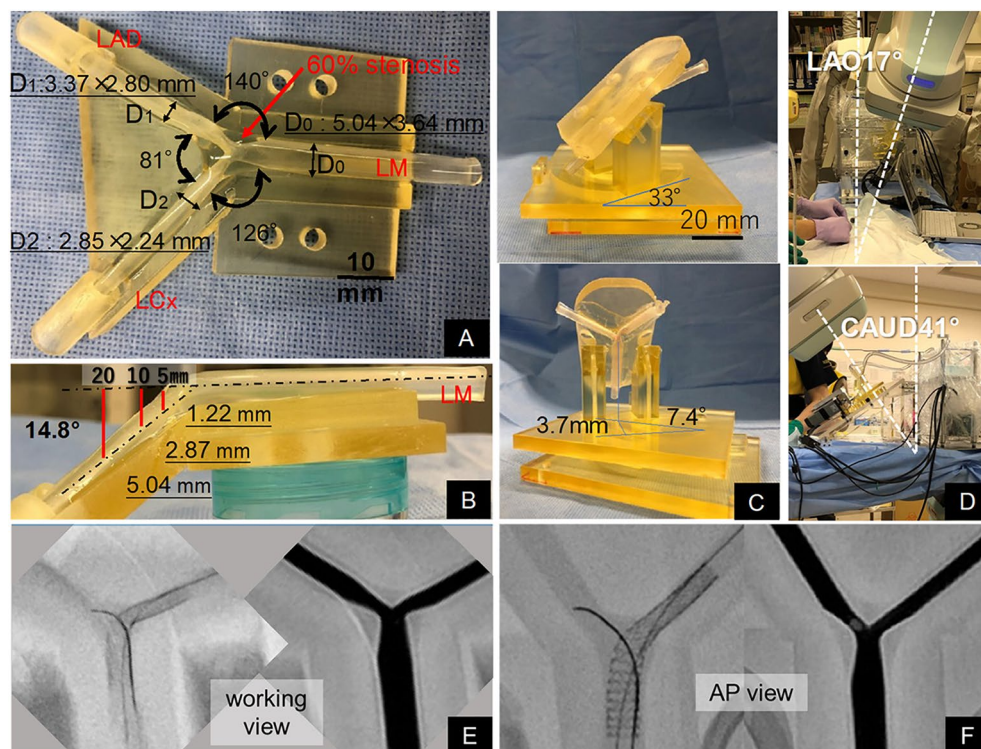 LAD
D1:3.37×2.80 mm
140°
60% stenosis
D1
D0 : 5.04×3.64 mm
81°
D0
LM
D2
126°
D2 : 2.85×2.24 mm
LCx
10
mm
A
20 10 5mm
LM
14.8°
1.22 mm
2.87 mm
5.04 mm
B
33°
20 mm
3.7mm
7.4°
C
LAO17°
CAUD41°
D
working
view
E
AP view
F